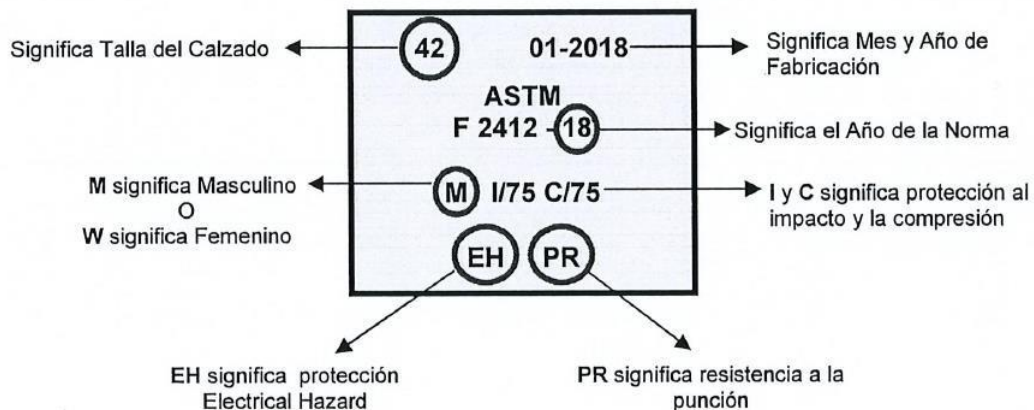 Significa Talla del Calzado
42
01-2018
Significa Mes y Año de
Fabricación
ASTM
F 2412 - 18
Significa el Año de la Norma
M significa Masculino
O
W significa Femenino
M I/75 C/75
I y C significa protección al
impacto y la compresión
EH PR
EH significa protección
Electrical Hazard
PR significa resistencia a la
punción